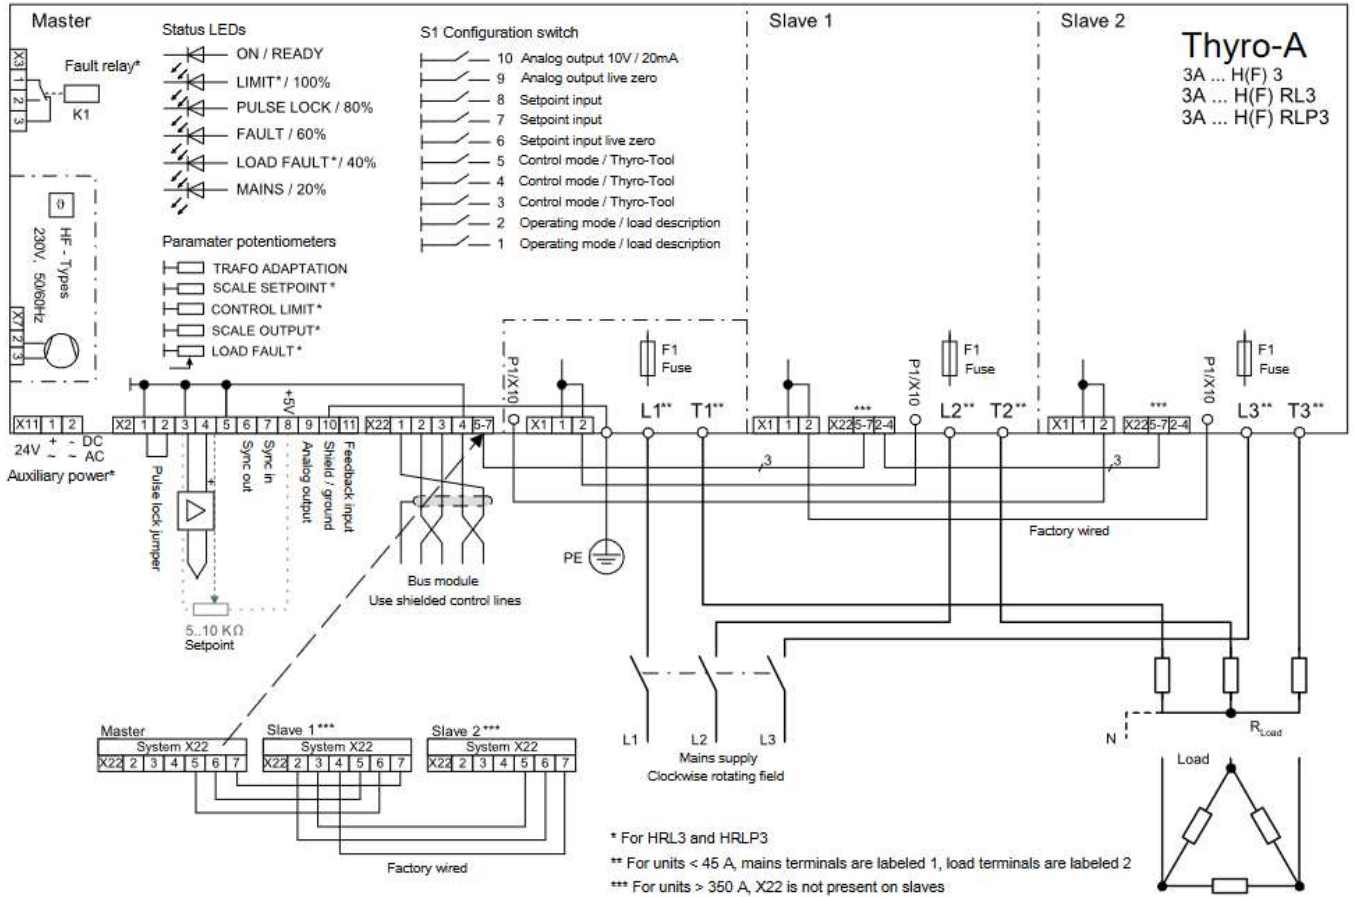 Master
Slave 1
Slave 2
Thyro-A
3A ... H(F) 3
3A ... H(F) RL3
3A ... H(F) RLP3
X3
1
2
3
Fault relay*
K1
Status LEDs
ON / READY
LIMIT* / 100%
PULSE LOCK / 80%
FAULT / 60%
LOAD FAULT* / 40%
MAINS / 20%
S1 Configuration switch
10 Analog output 10V / 20mA
9 Analog output live zero
8 Setpoint input
7 Setpoint input
6 Setpoint input live zero
5 Control mode / Thyro-Tool
4 Control mode / Thyro-Tool
3 Control mode / Thyro-Tool
2 Operating mode / load description
1 Operating mode / load description
HF - Types
230V, 50/60Hz
X7
2
3
Paramater potentiometers
TRAFO ADAPTATION
SCALE SETPOINT*
CONTROL LIMIT*
SCALE OUTPUT*
LOAD FAULT*
F1
Fuse
F1
Fuse
F1
Fuse
P1/X10
P1/X10
P1/X10
+5V
L1** T1**
L2** T2**
L3** T3**
X11 1 2
X2 1 2 3 4 5 6 7 8 9 10 11
X22 1 2 3 4 5-7
X1 1 2
X1 1 2
***
X22 5-7 2-4
X1 1 2
***
X22 5-7 2-4
24V + - DC
~ ~ AC
Auxiliary power*
Pulse lock jumper
+
Sync out
Sync in
Analog output
Shield / ground
Feedback input
3
3
Factory wired
PE
Bus module
Use shielded control lines
5..10 KΩ
Setpoint
L1
L2
L3
Mains supply
Clockwise rotating field
N
RLoad
Load
Master
System X22
X22 2 3 4 5 6 7
Slave 1***
System X22
X22 2 3 4 5 6 7
Slave 2***
System X22
X22 2 3 4 5 6 7
Factory wired
* For HRL3 and HRLP3
** For units < 45 A, mains terminals are labeled 1, load terminals are labeled 2
*** For units > 350 A, X22 is not present on slaves